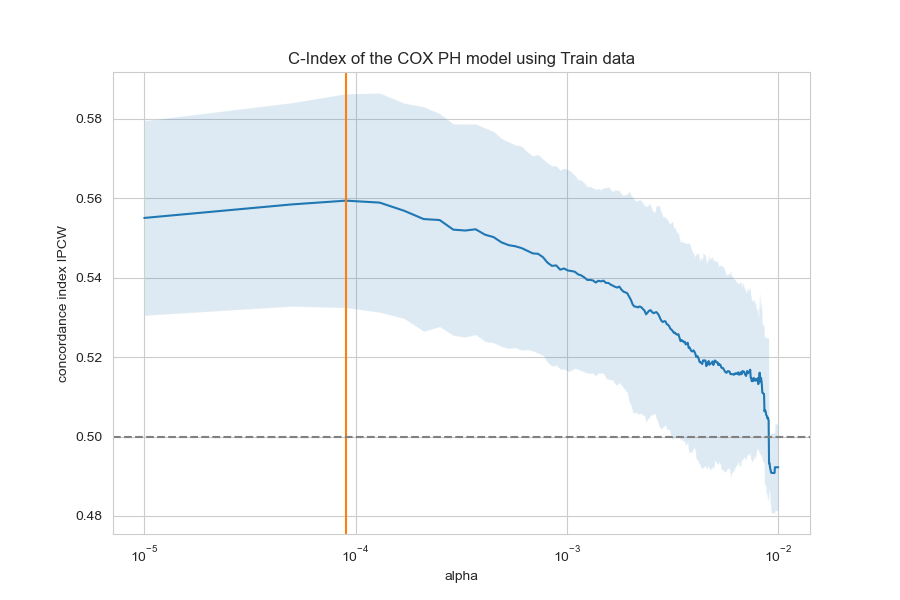 C-Index of the COX PH model using Train data
concordance index IPCW
0.58
0.56
0.54
0.52
0.50
0.48
10⁻⁵ 10⁻⁴ 10⁻³ 10⁻²
alpha